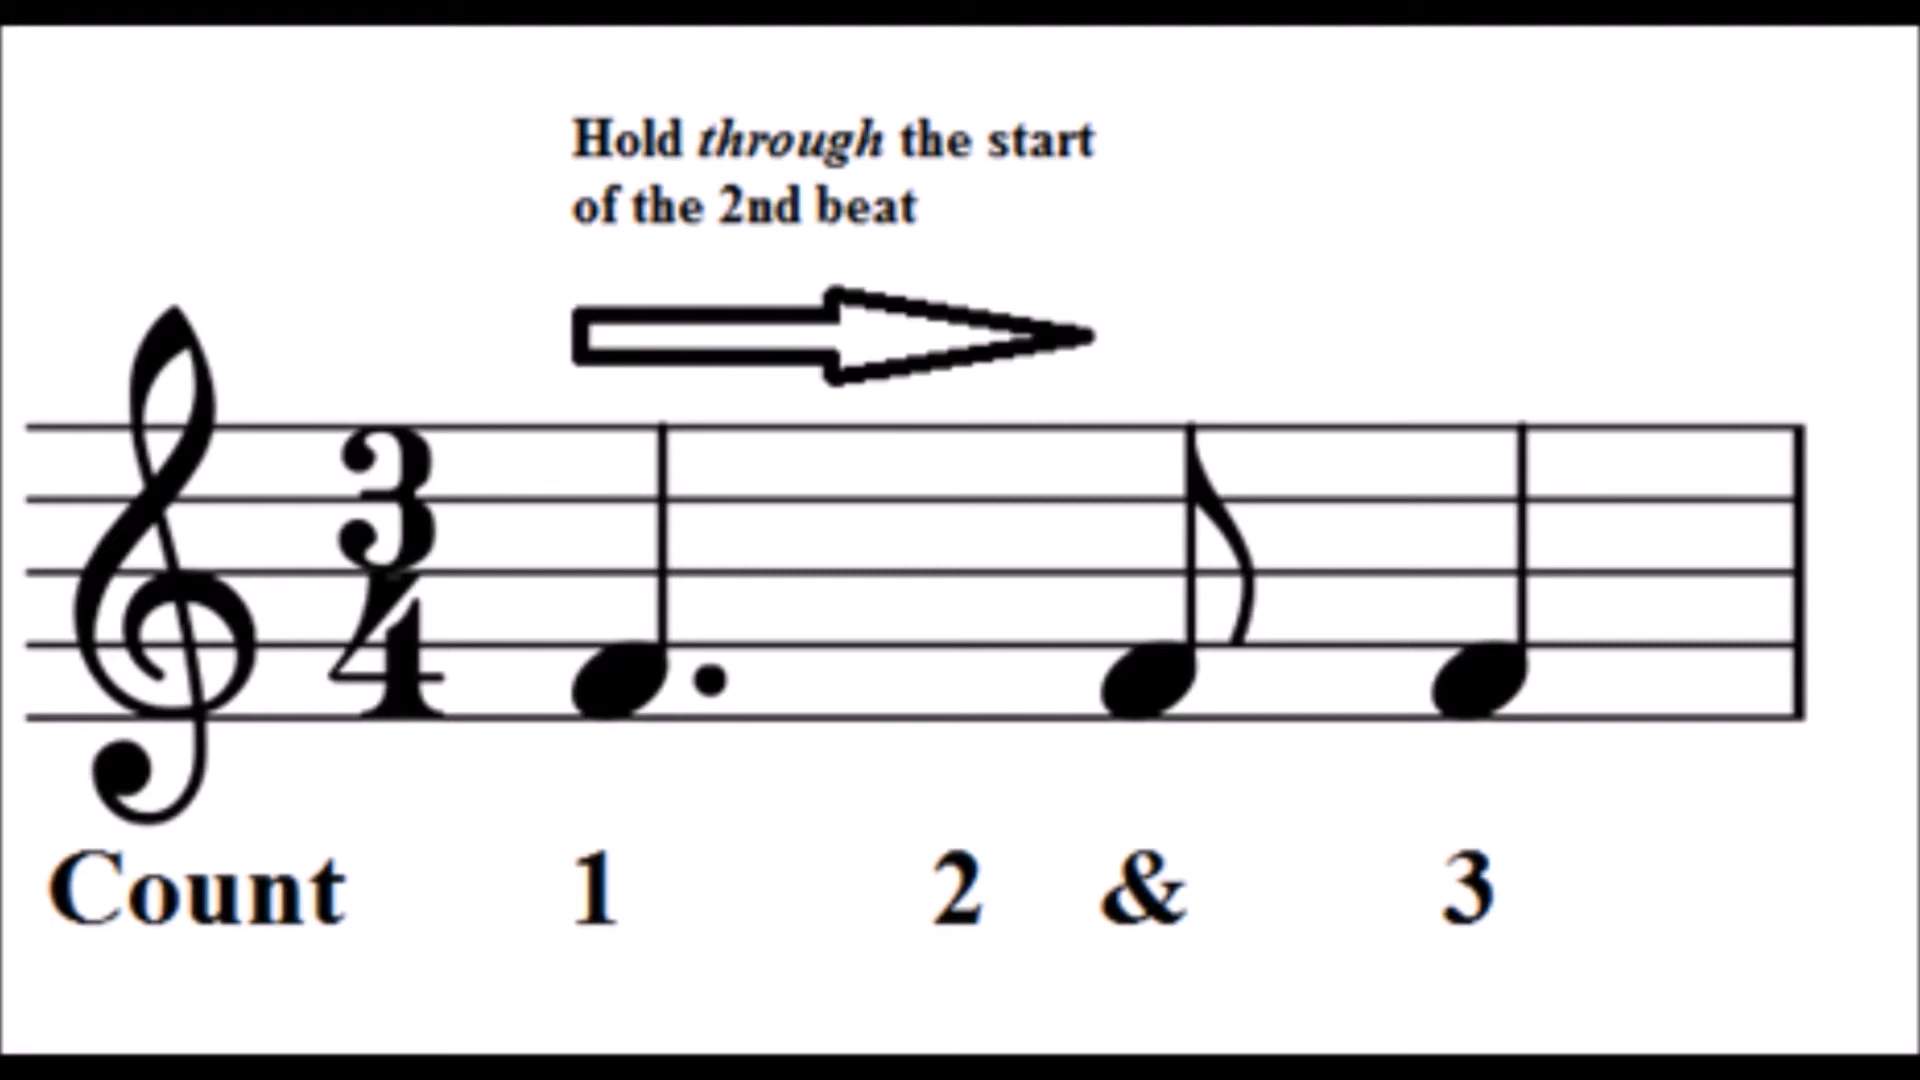 Hold through the start
of the 2nd beat
3
4
Count 1 2 & 3